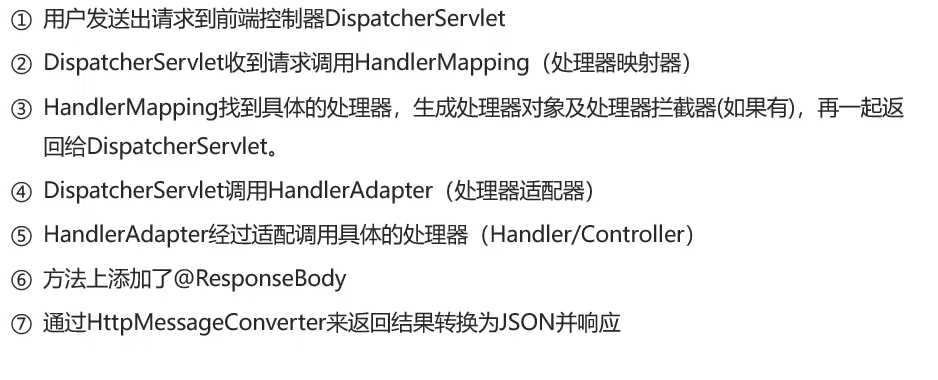 ① 用户发送出请求到前端控制器DispatcherServlet
② DispatcherServlet收到请求调用HandlerMapping（处理器映射器）
③ HandlerMapping找到具体的处理器，生成处理器对象及处理器拦截器(如果有)，再一起返
回给DispatcherServlet。
④ DispatcherServlet调用HandlerAdapter（处理器适配器）
⑤ HandlerAdapter经过适配调用具体的处理器（Handler/Controller）
⑥ 方法上添加了@ResponseBody
⑦ 通过HttpMessageConverter来返回结果转换为JSON并响应